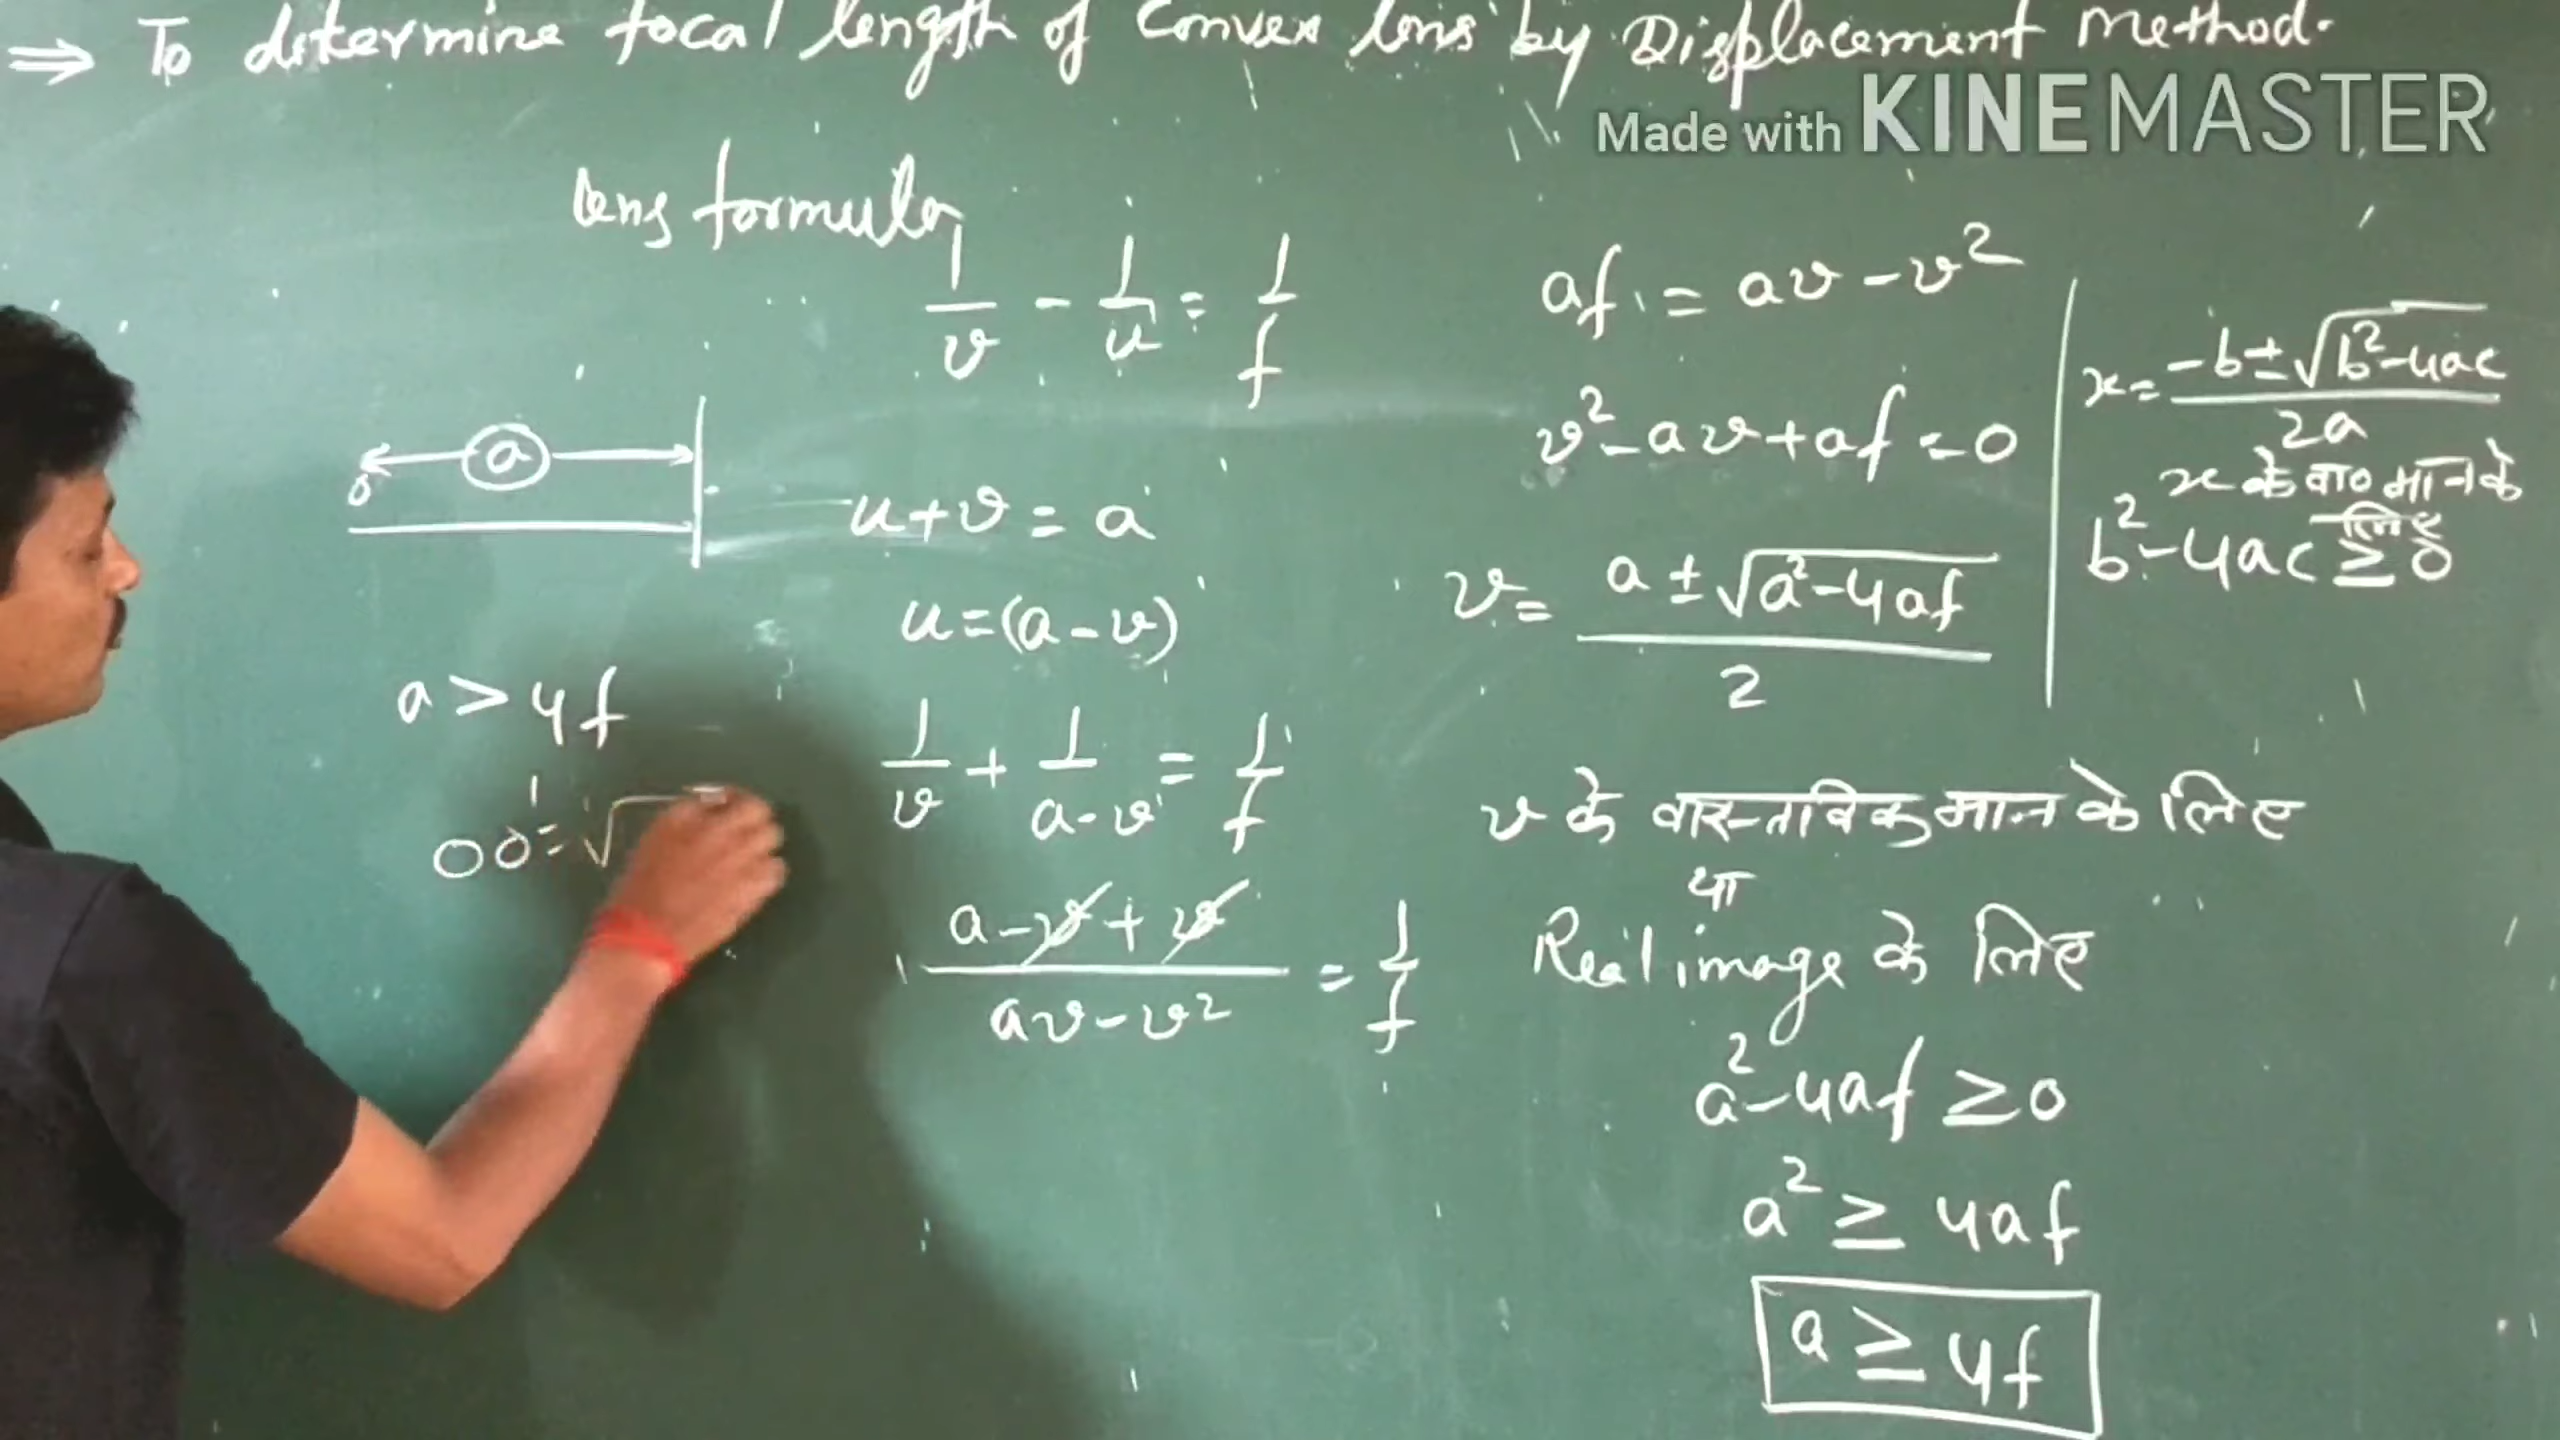 ⇒ To determine focal length of Convex lens by Displacement Method.
Made with KINEMASTER
lens formula
1/v - 1/u = 1/f
a
o
u+v = a
u=(a-v)
a > 4f
OO' = √
1/v + 1/a-v = 1/f
a-v+v/av-v² = 1/f
af = av-v²
v²-av+af=0
v= a±√a²-4af/2
x= -b±√b²-4ac/2a
x के वा० मान के
लिए
b²-4ac ≥ 0
v के वास्तविक मान के लिए
या
Real image के लिए
a²-4af ≥0
a² ≥ 4af
a ≥ 4f